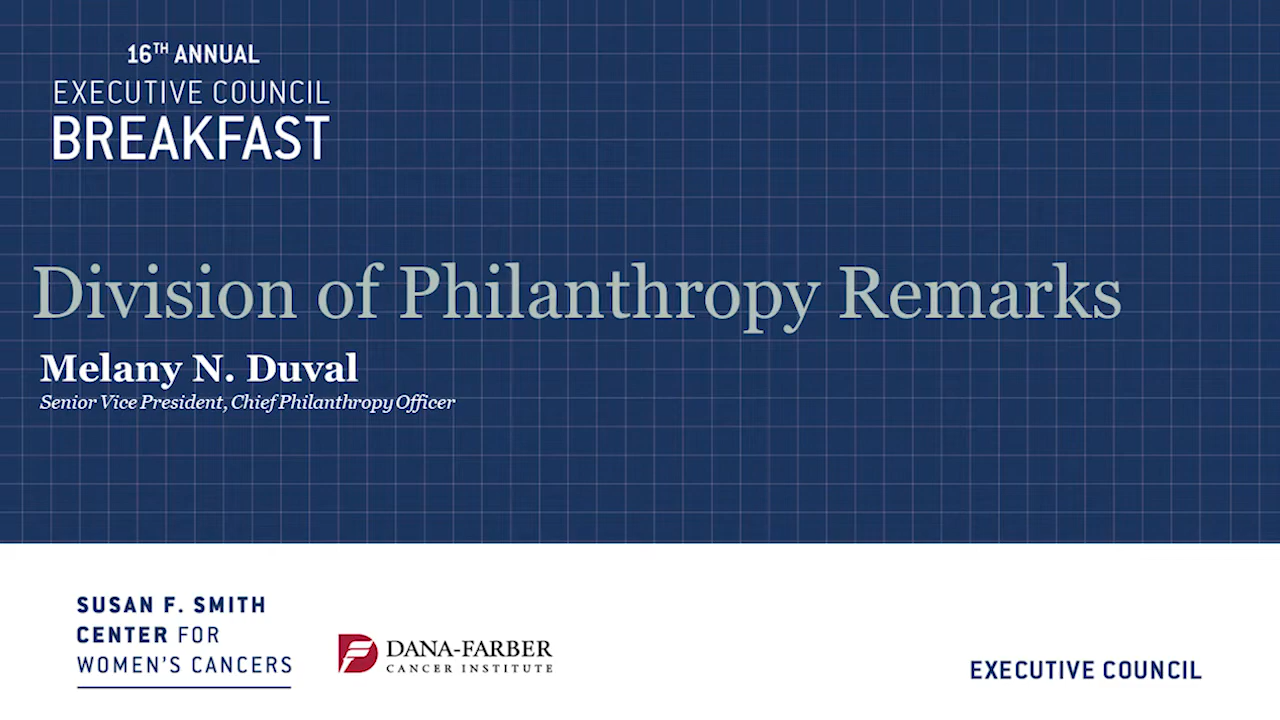 16TH ANNUAL
EXECUTIVE COUNCIL
BREAKFAST
Division of Philanthropy Remarks
Melany N. Duval
Senior Vice President, Chief Philanthropy Officer
SUSAN F. SMITH
CENTER FOR
WOMEN'S CANCERS
DANA-FARBER
CANCER INSTITUTE
EXECUTIVE COUNCIL